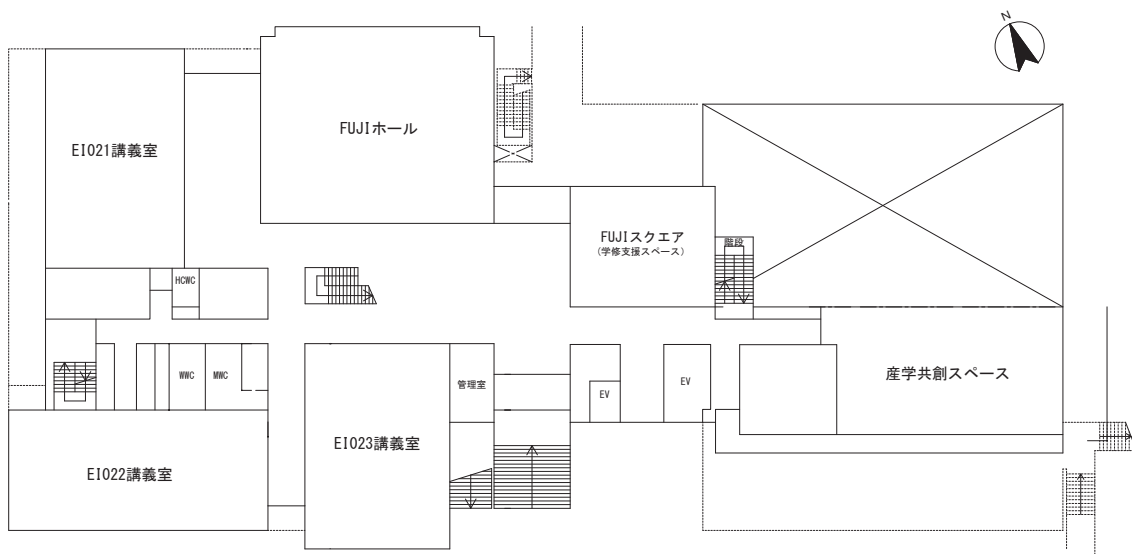 N
FUJIホール
EI021講義室
FUJIスクエア
(学修支援スペース)
階段
HCWC
産学共創スペース
WWC
MWC
管理室
EV
EV
EI023講義室
EI022講義室